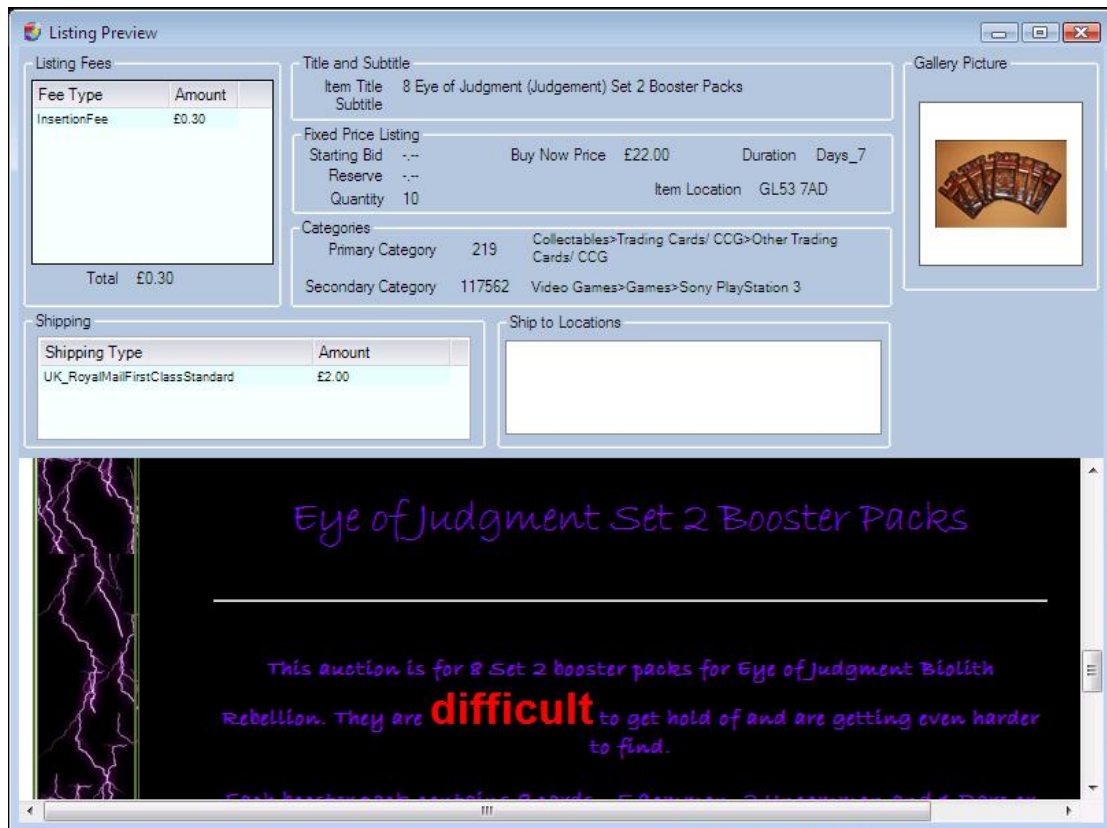 Listing Preview
Listing Fees
Fee Type Amount
InsertionFee £0.30
Total £0.30
Title and Subtitle
Item Title 8 Eye of Judgment (Judgement) Set 2 Booster Packs
Subtitle
Fixed Price Listing
Starting Bid -.-- Buy Now Price £22.00 Duration Days_7
Reserve -.--
Item Location GL53 7AD
Quantity 10
Categories
Primary Category 219 Collectables>Trading Cards/ CCG>Other Trading
Cards/ CCG
Secondary Category 117562 Video Games>Games>Sony PlayStation 3
Gallery Picture
Shipping
Shipping Type Amount
UK_RoyalMailFirstClassStandard £2.00
Ship to Locations
Eye of Judgment Set 2 Booster Packs
This auction is for 8 Set 2 booster packs for Eye of Judgment Biolith
Rebellion. They are difficult to get hold of and are getting even harder
to find.
Each booster pack contains 8 cards